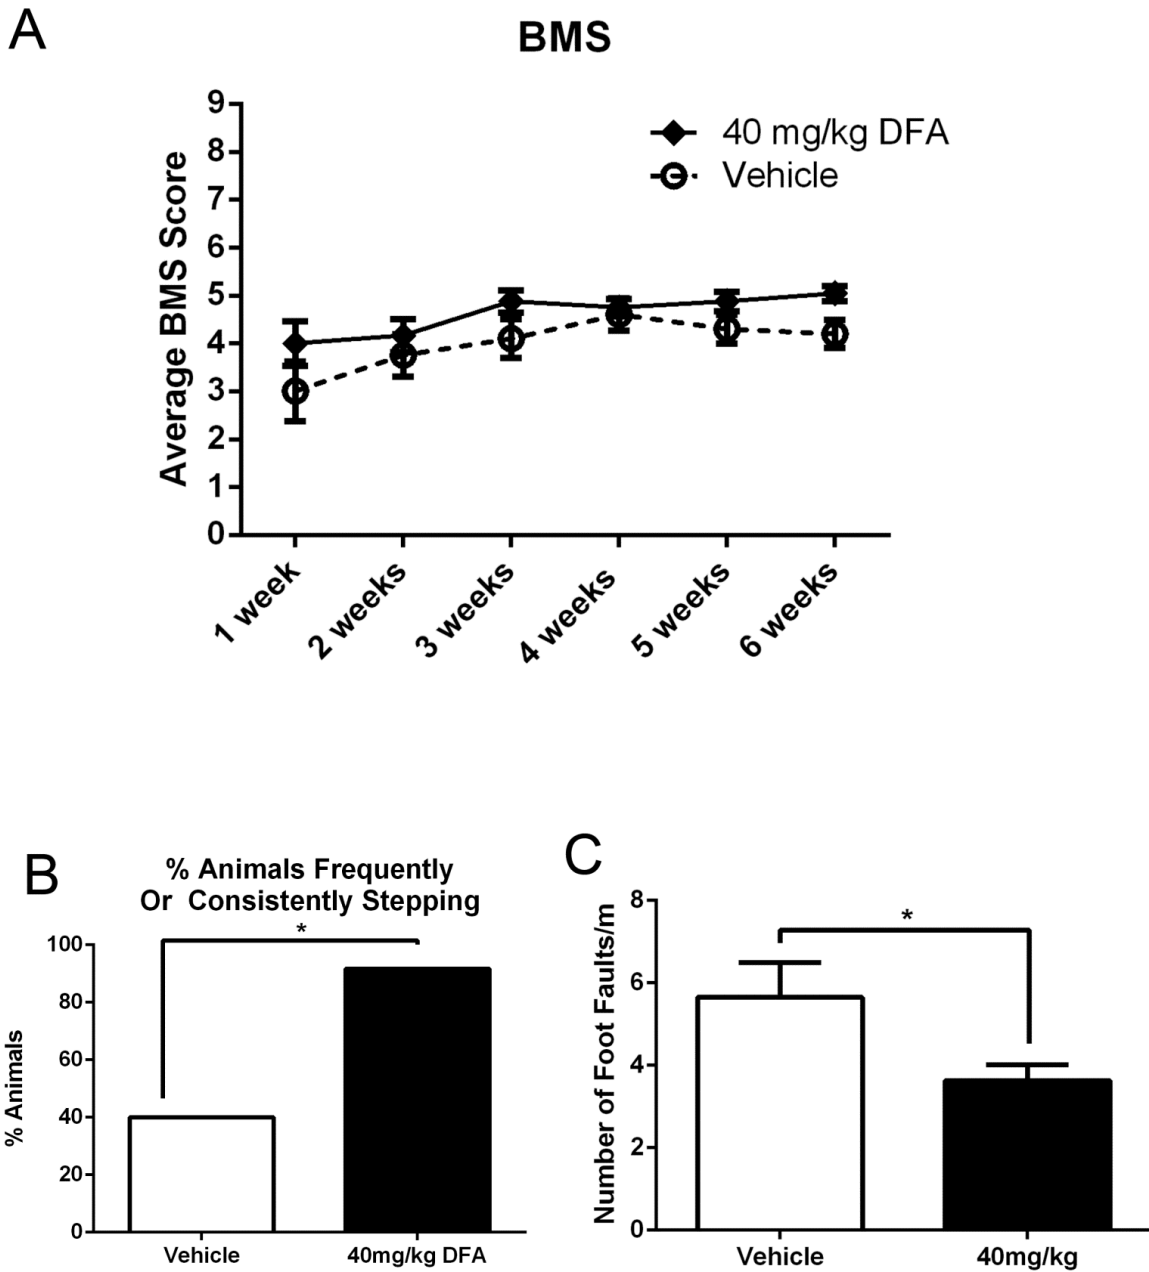 A
BMS
Average BMS Score
9
8
7
6
5
4
3
2
1
0
40 mg/kg DFA
Vehicle
1 week
2 weeks
3 weeks
4 weeks
5 weeks
6 weeks
B
% Animals Frequently
Or Consistently Stepping
*
% Animals
100
80
60
40
20
0
Vehicle
40mg/kg DFA
C
*
Number of Foot Faults/m
8
6
4
2
0
Vehicle
40mg/kg